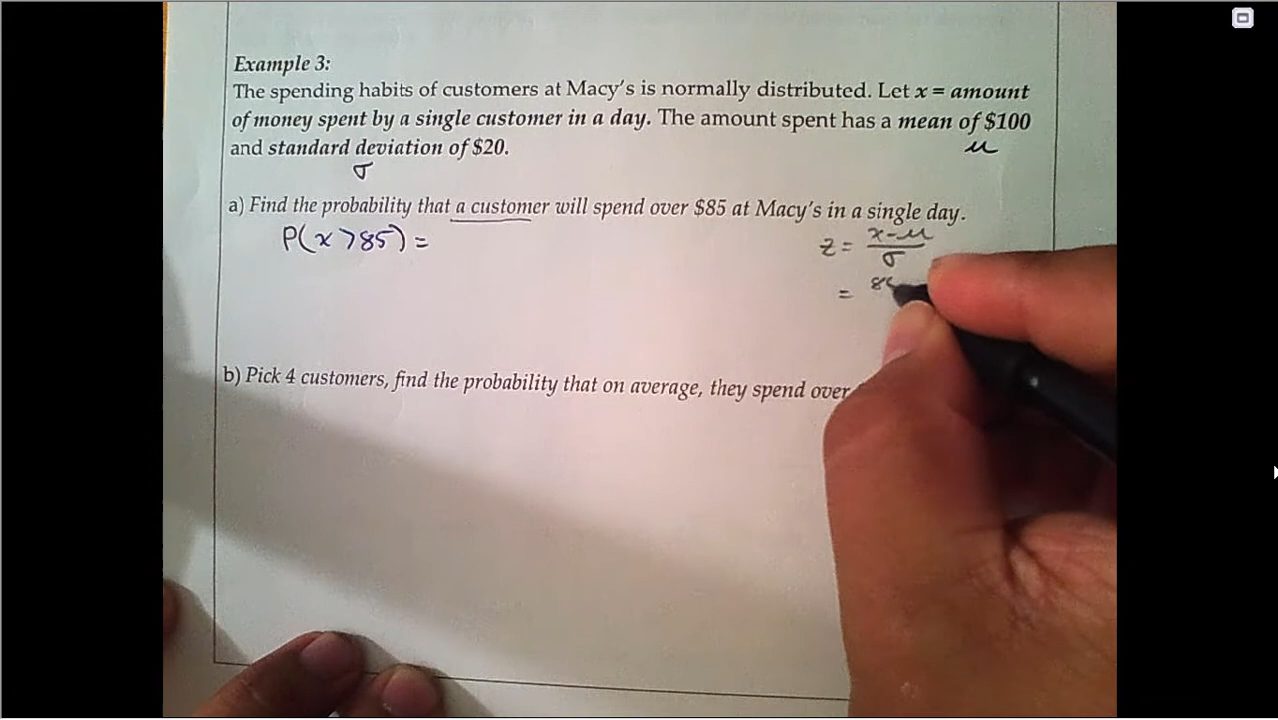 Example 3:
The spending habits of customers at Macy's is normally distributed. Let x = amount
of money spent by a single customer in a day. The amount spent has a mean of $100
and standard deviation of $20.
μ
σ
a) Find the probability that a customer will spend over $85 at Macy's in a single day.
P(x > 85) =
z = x-μ
σ
=
b) Pick 4 customers, find the probability that on average, they spend over